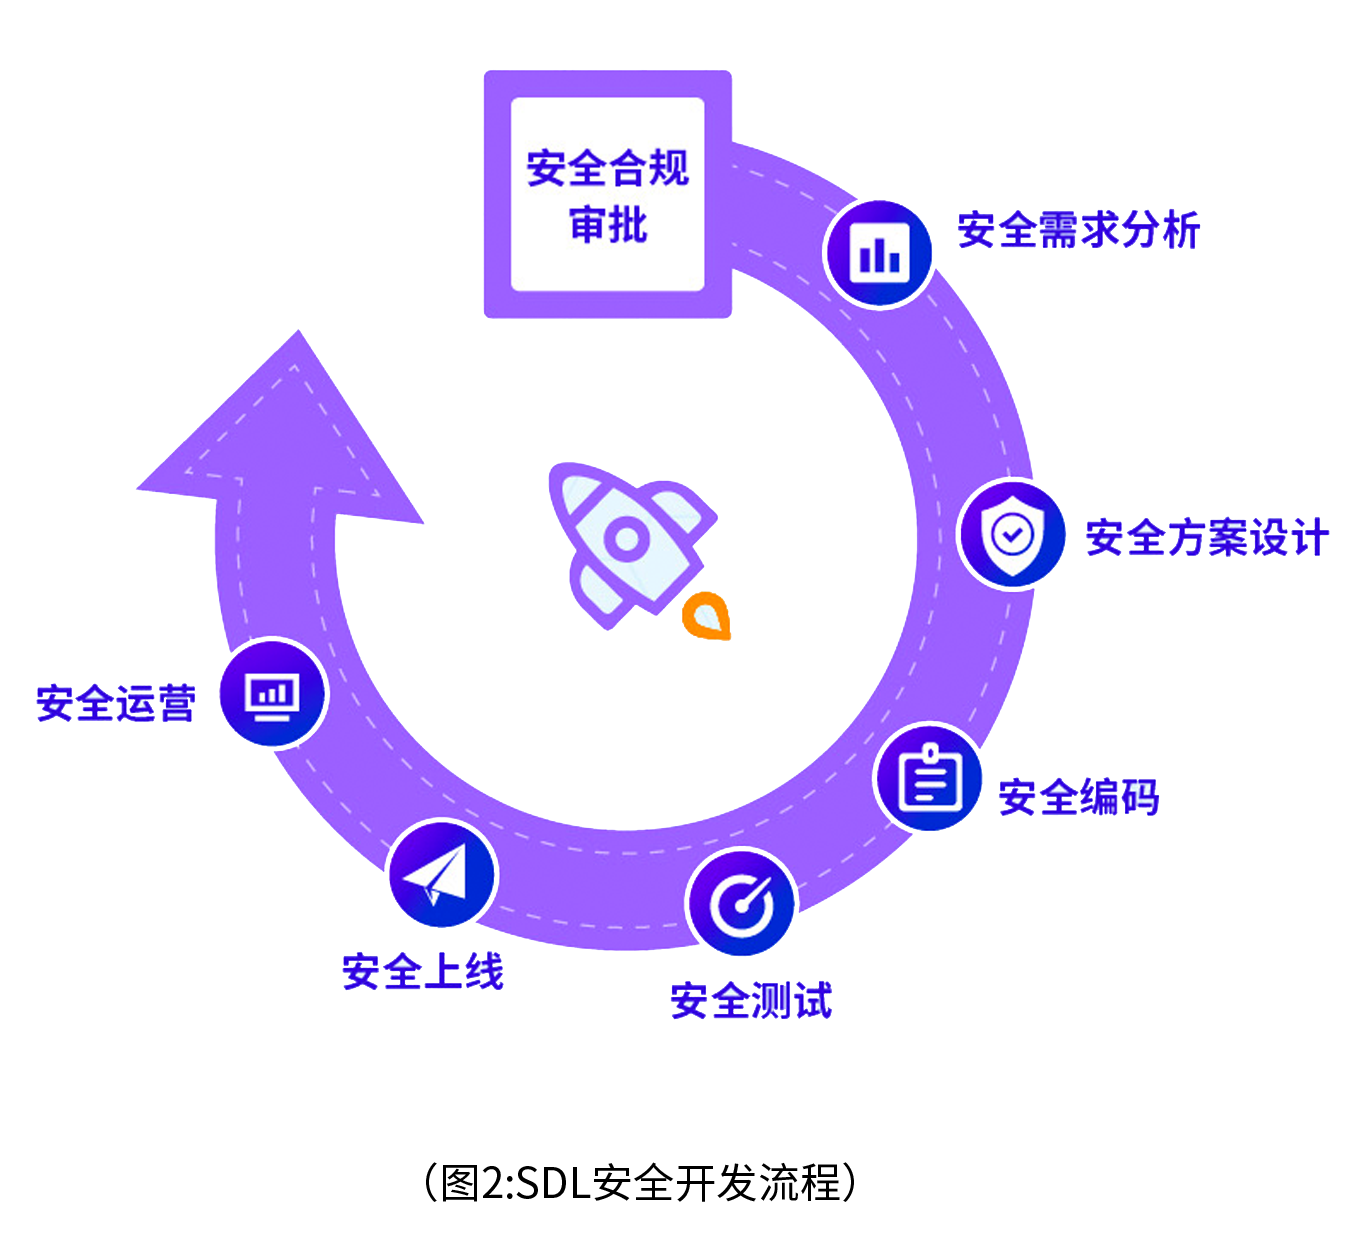 安全合规
审批
安全需求分析
安全方案设计
安全编码
安全测试
安全上线
安全运营
（图2:SDL安全开发流程）